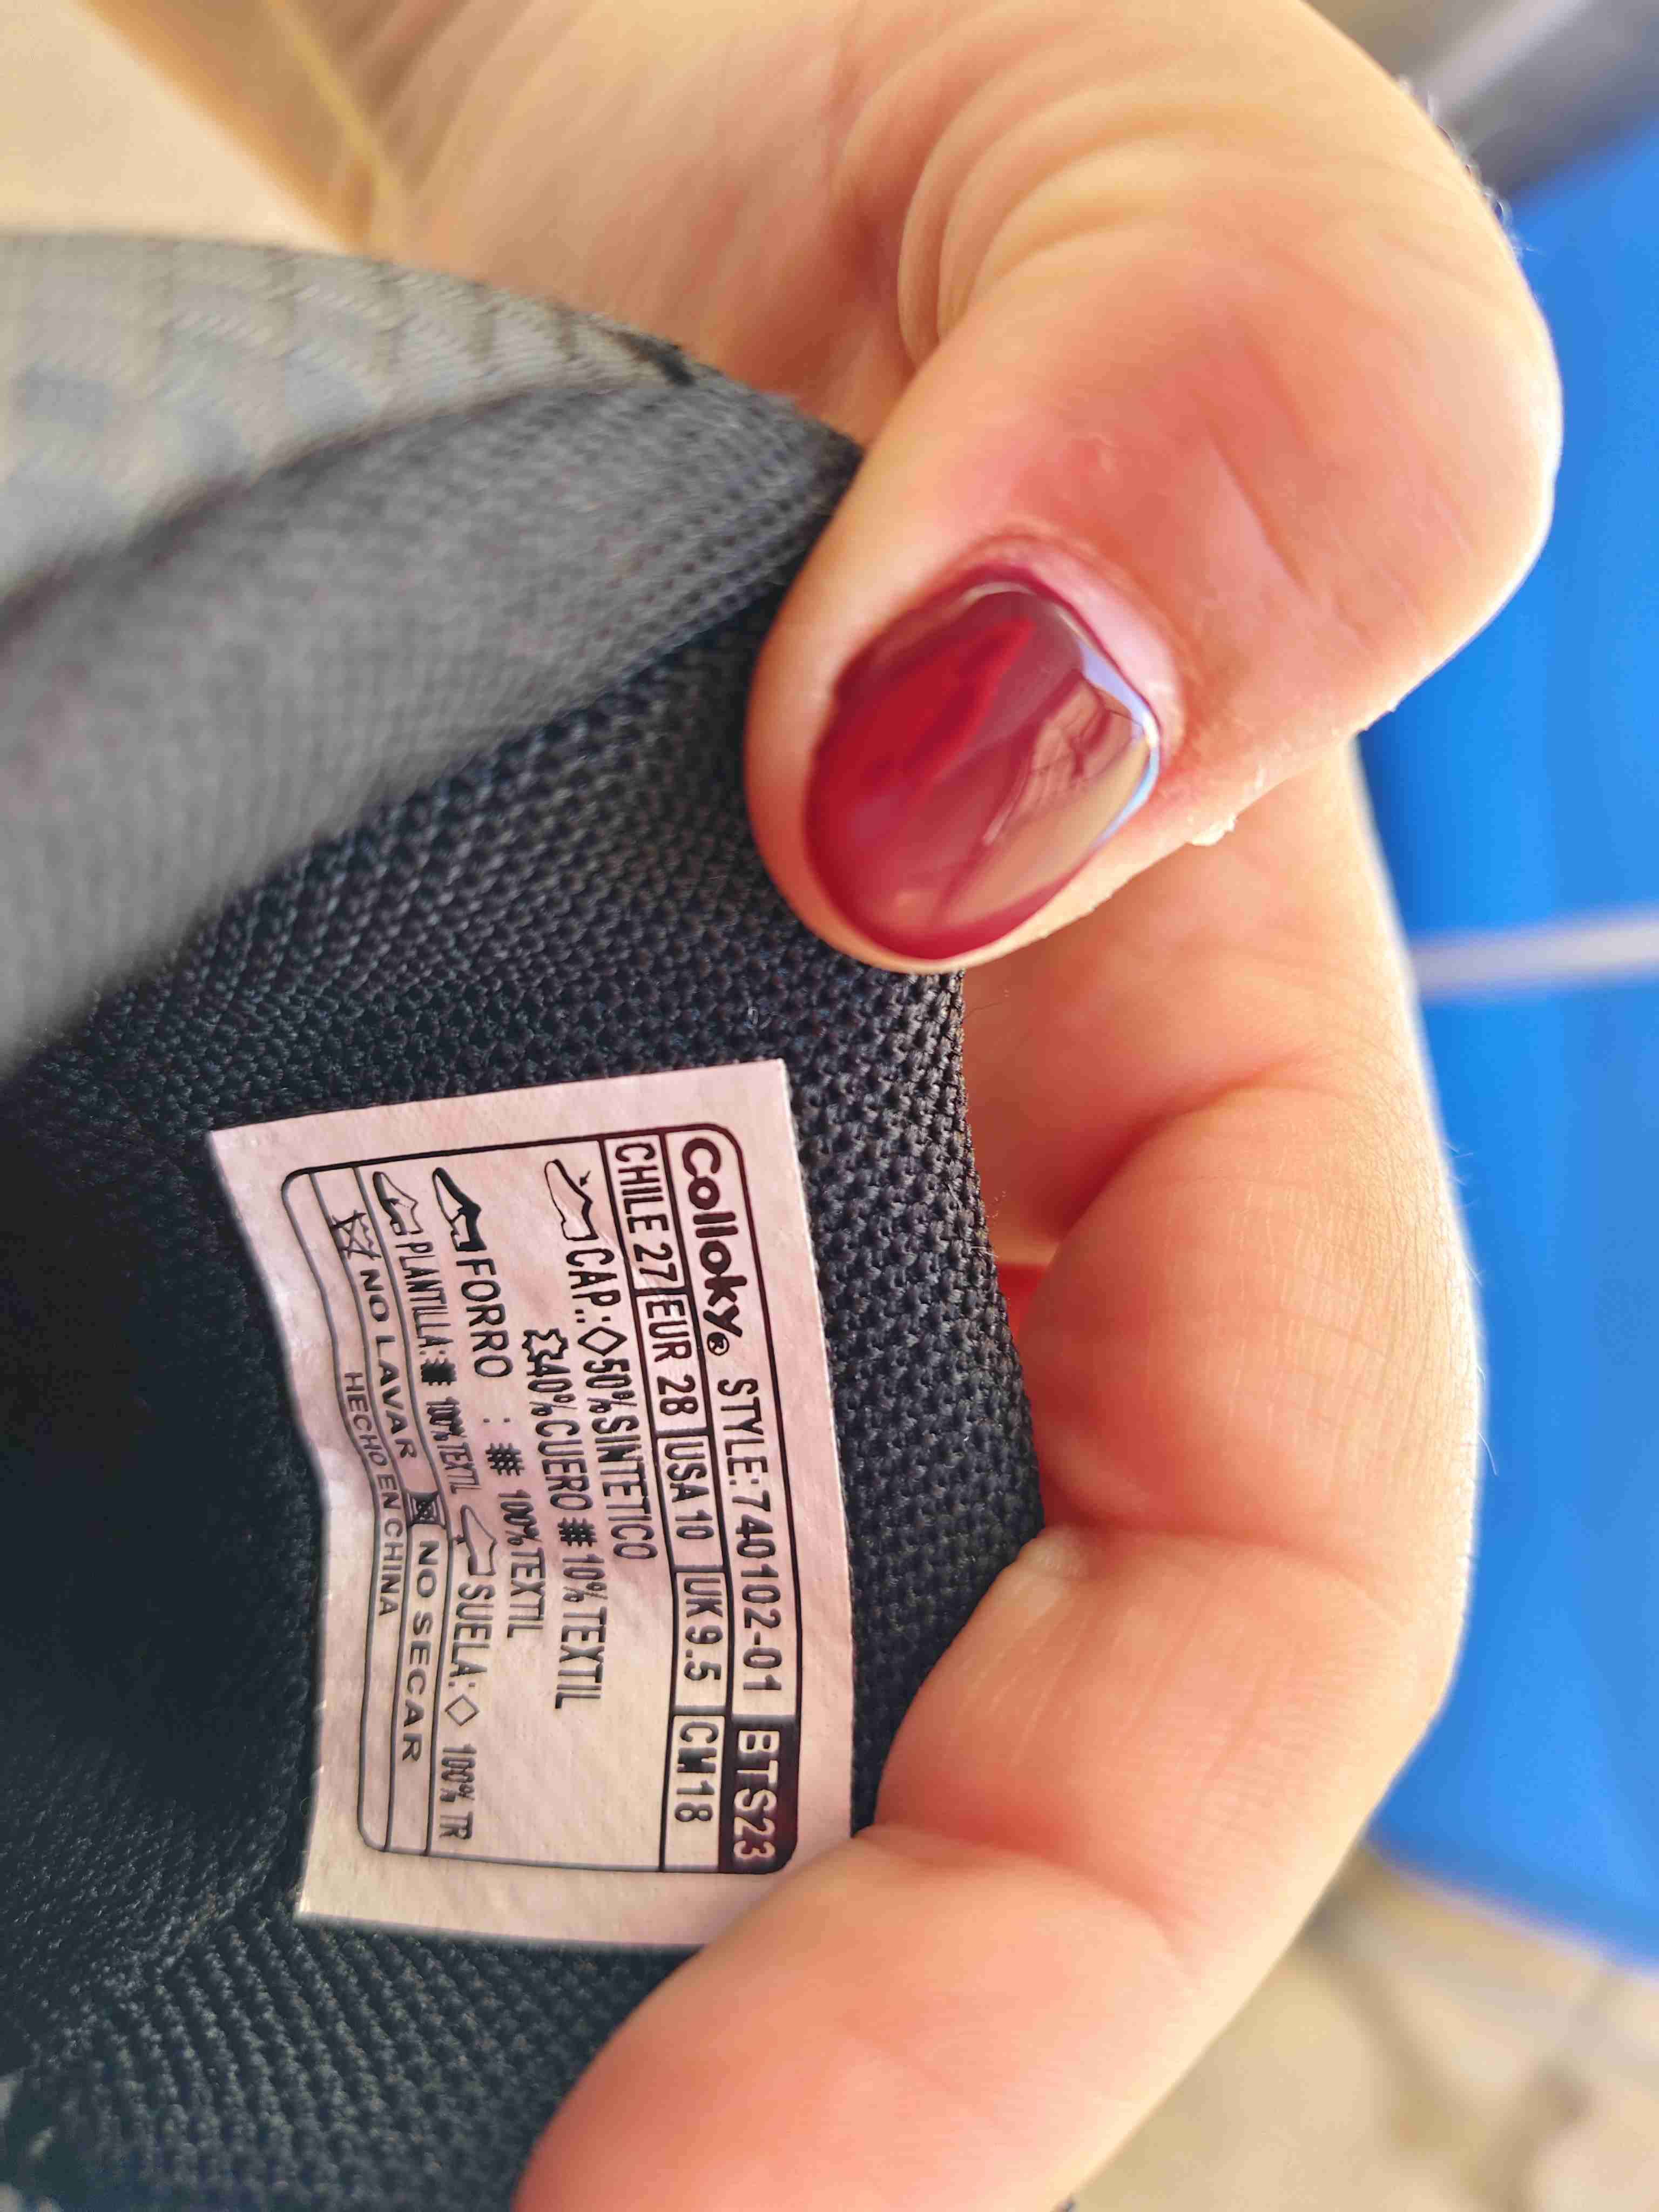 Colloky® STYLE:740102-01 BTS23
CHILE 27 EUR 28 USA 10 UK 9.5 CM 18
CAP.: 50%SINTETICO
40%CUERO 10%TEXTIL
FORRO : 100%TEXTIL
PLANTILLA: 100%TEXTIL SUELA: 100% TR
NO LAVAR NO SECAR
HECHO EN CHINA